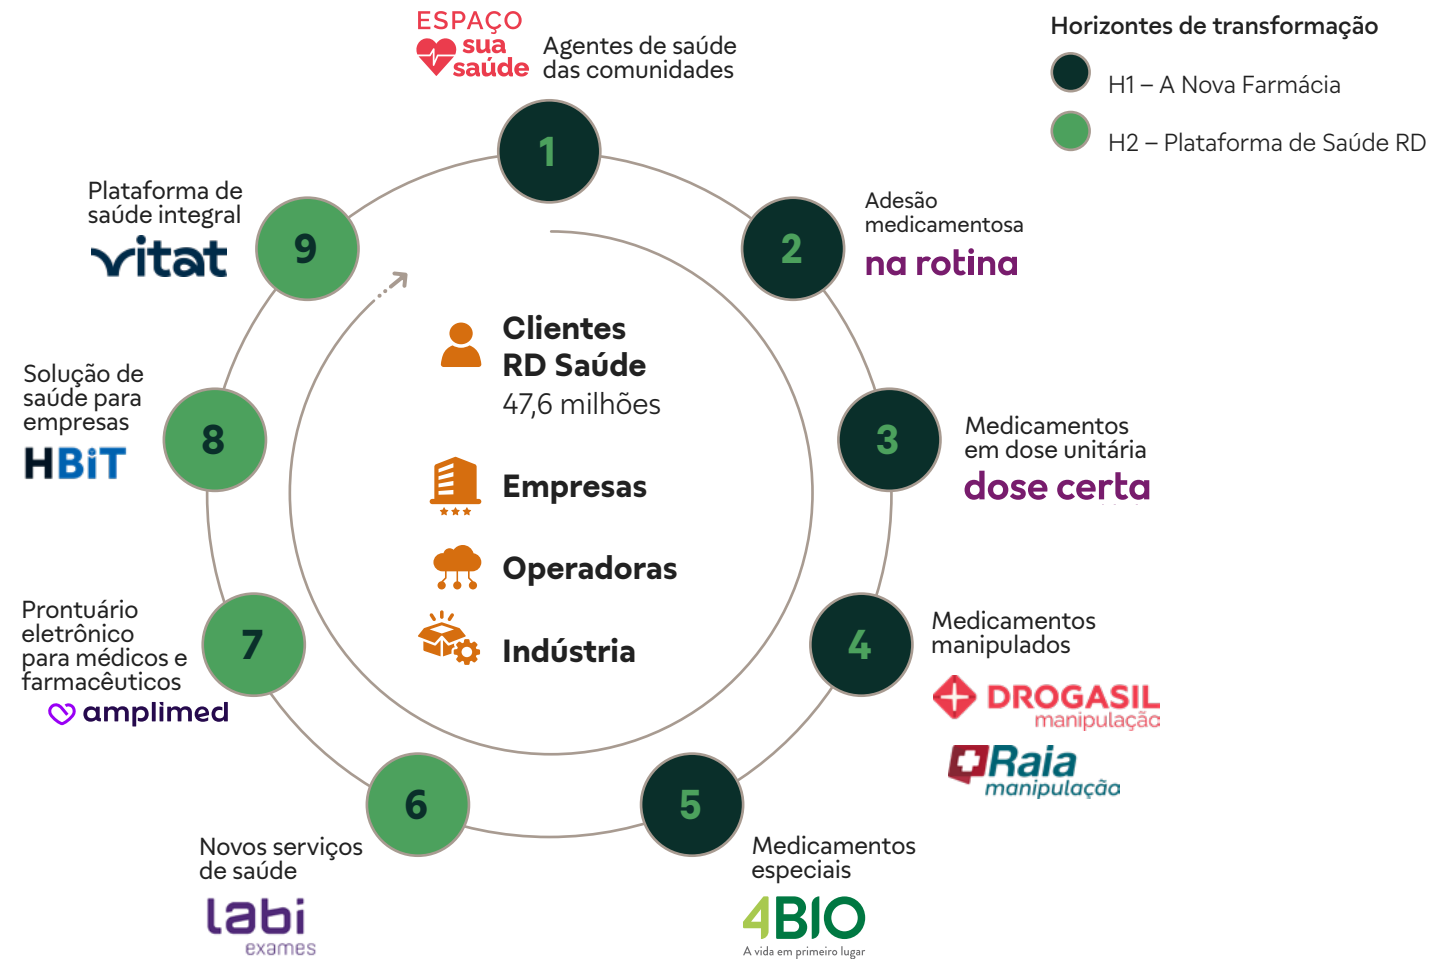 ESPAÇO
sua
saúde
Agentes de saúde
das comunidades
Horizontes de transformação
H1 – A Nova Farmácia
H2 – Plataforma de Saúde RD
1
2
Adesão
medicamentosa
na rotina
3
Medicamentos
em dose unitária
dose certa
4
Medicamentos
manipulados
DROGASIL
manipulação
Raia
manipulação
5
Medicamentos
especiais
4BIO
A vida em primeiro lugar
6
Novos serviços
de saúde
labi
exames
7
Prontuário
eletrônico
para médicos e
farmacêuticos
amplimed
8
Solução de
saúde para
empresas
HBiT
9
Plataforma de
saúde integral
vitat
Clientes
RD Saúde
47,6 milhões
Empresas
Operadoras
Indústria